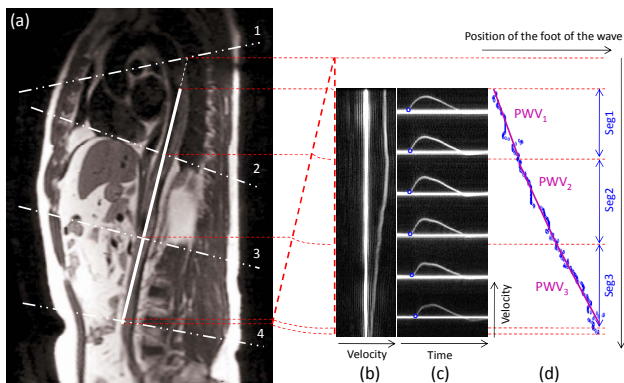 (a)
1
2
3
4
Position of the foot of the wave
PWV1
PWV2
PWV3
Seg1
Seg2
Seg3
Velocity
Velocity
Time
(b)
(c)
(d)